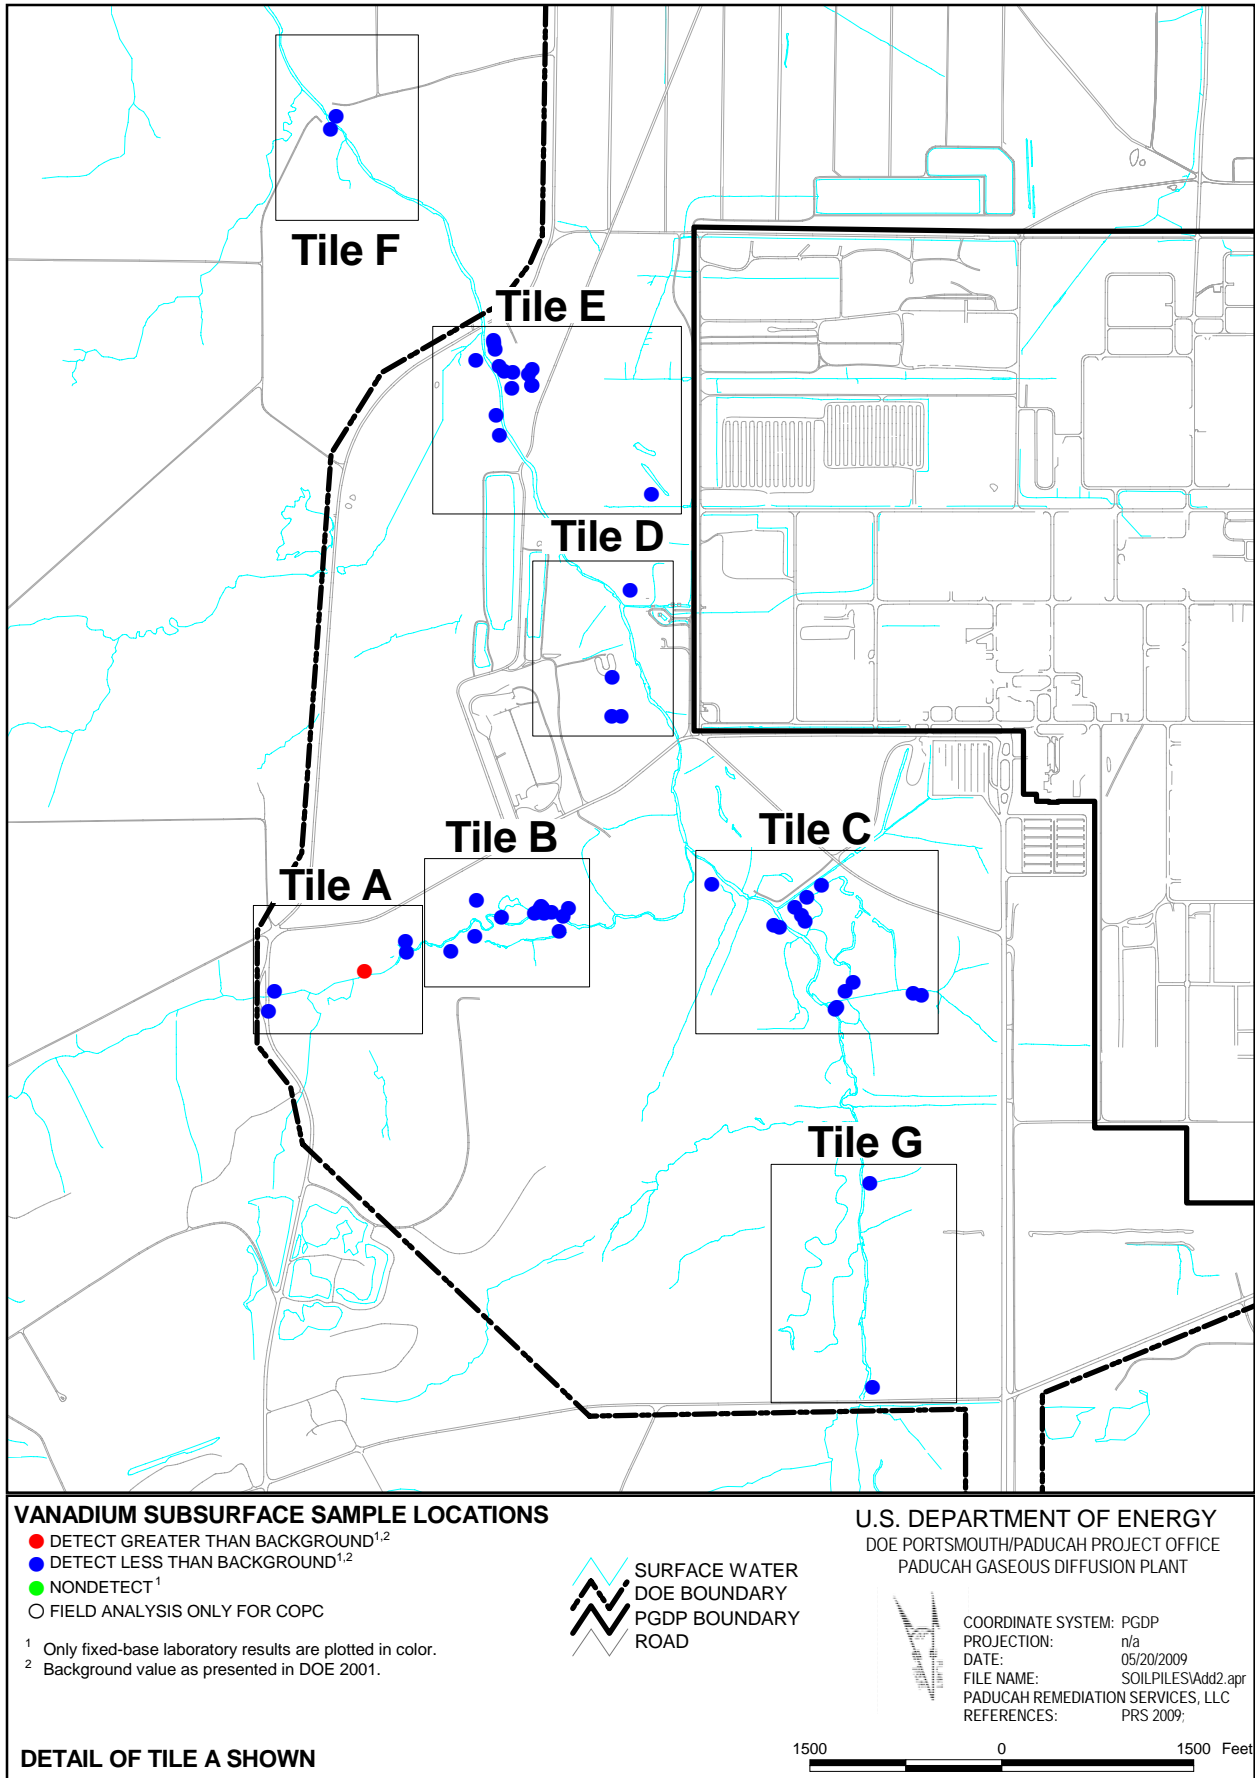 Tile F
Tile E
Tile D
Tile B
Tile C
Tile A
Tile G
VANADIUM SUBSURFACE SAMPLE LOCATIONS
DETECT GREATER THAN BACKGROUND1,2
DETECT LESS THAN BACKGROUND1,2
NONDETECT1
FIELD ANALYSIS ONLY FOR COPC
1 Only fixed-base laboratory results are plotted in color.
2 Background value as presented in DOE 2001.
DETAIL OF TILE A SHOWN
SURFACE WATER
DOE BOUNDARY
PGDP BOUNDARY
ROAD
U.S. DEPARTMENT OF ENERGY
DOE PORTSMOUTH/PADUCAH PROJECT OFFICE
PADUCAH GASEOUS DIFFUSION PLANT
COORDINATE SYSTEM: PGDP
PROJECTION: n/a
DATE: 05/20/2009
FILE NAME: SOILPILES\Add2.apr
PADUCAH REMEDIATION SERVICES, LLC
REFERENCES: PRS 2009;
1500 0 1500 Feet